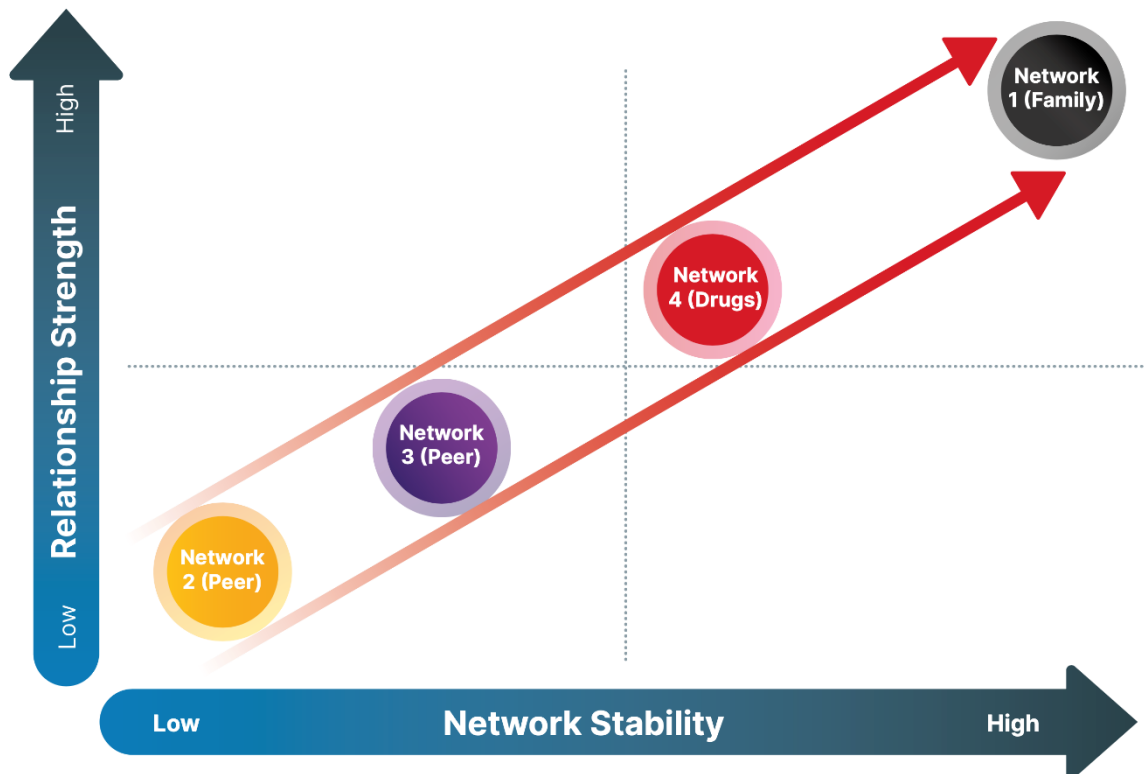 High
Relationship Strength
Low
Network
1 (Family)
Network
4 (Drugs)
Network
3 (Peer)
Network
2 (Peer)
Low
Network Stability
High